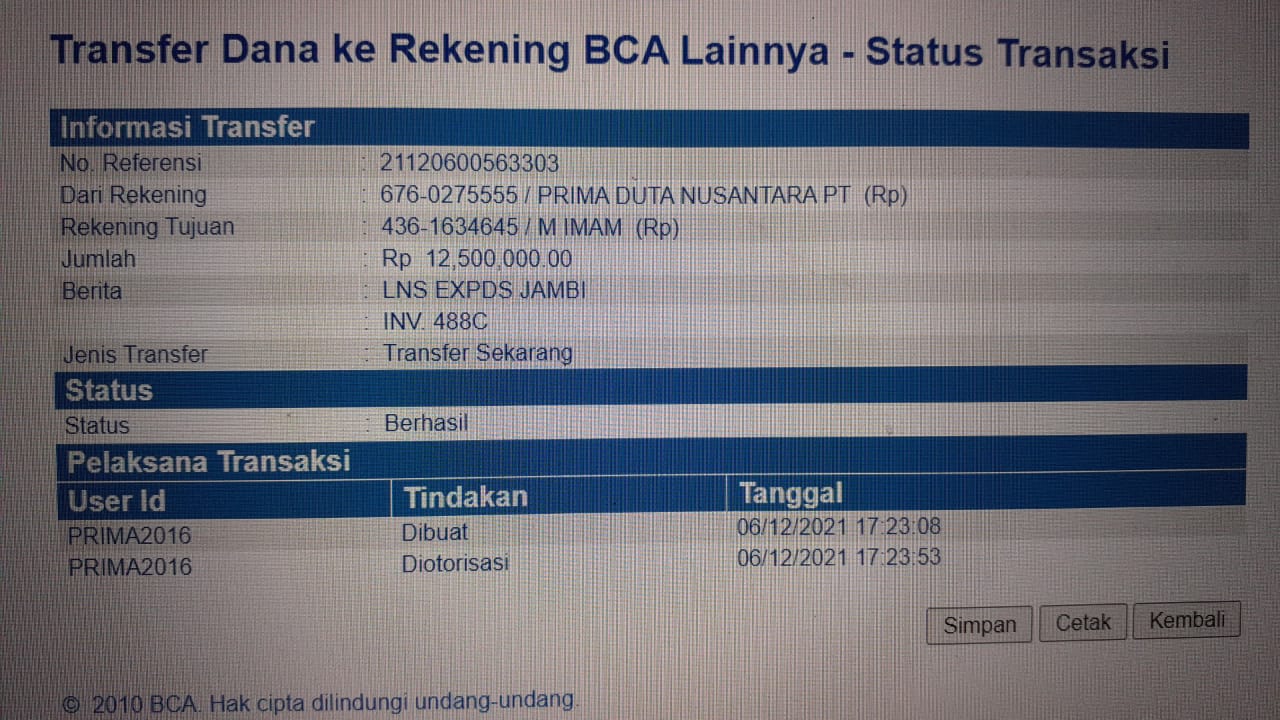 Transfer Dana ke Rekening BCA Lainnya - Status Transaksi
Informasi Transfer
No. Referensi : 21120600563303
Dari Rekening : 676-0275555 / PRIMA DUTA NUSANTARA PT (Rp)
Rekening Tujuan : 436-1634645 / M IMAM (Rp)
Jumlah : Rp 12,500,000.00
Berita : LNS EXPDS JAMBI
: INV. 488C
Jenis Transfer : Transfer Sekarang
Status
Status : Berhasil
Pelaksana Transaksi
User Id Tindakan Tanggal
PRIMA2016 Dibuat 06/12/2021 17:23:08
PRIMA2016 Diotorisasi 06/12/2021 17:23:53
Simpan Cetak Kembali
© 2010 BCA. Hak cipta dilindungi undang-undang.